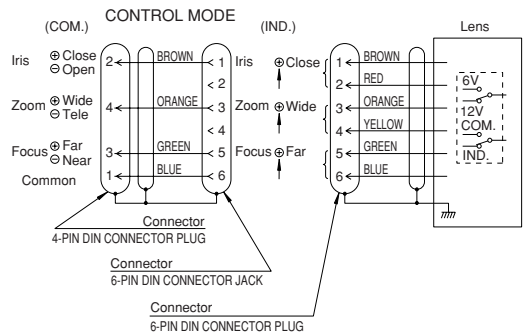 CONTROL MODE
(COM.) (IND.) Lens
Iris ⊕ Close
⊖ Open
2 BROWN 1 Iris ⊕ Close 1 BROWN
2 2 RED
Zoom ⊕ Wide
⊖ Tele
4 ORANGE 3 Zoom ⊕ Wide 3 ORANGE
4 4 YELLOW
Focus ⊕ Far
⊖ Near
3 GREEN 5 Focus ⊕ Far 5 GREEN
Common 1 BLUE 6 6 BLUE
6V
12V
COM.
IND.
Connector
4-PIN DIN CONNECTOR PLUG
Connector
6-PIN DIN CONNECTOR JACK
Connector
6-PIN DIN CONNECTOR PLUG